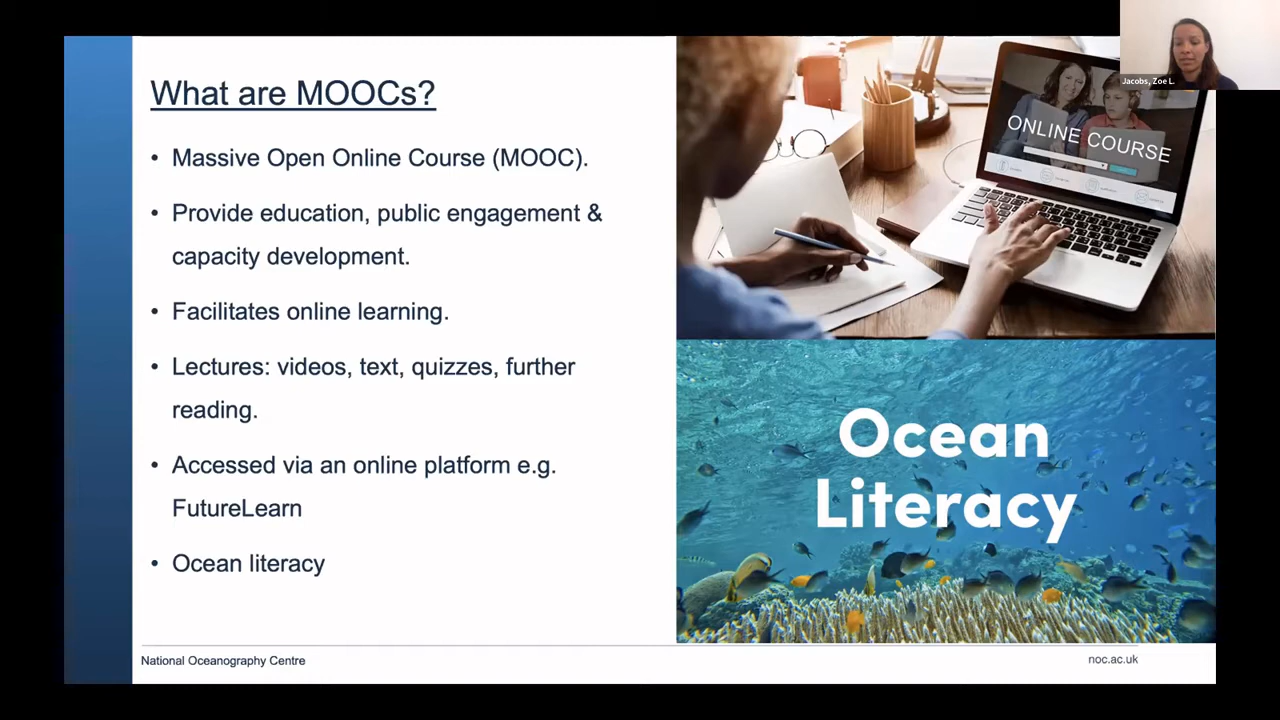 Jacobs, Zoe L.
What are MOOCs?
• Massive Open Online Course (MOOC).
• Provide education, public engagement &
capacity development.
• Facilitates online learning.
• Lectures: videos, text, quizzes, further
reading.
• Accessed via an online platform e.g.
FutureLearn
• Ocean literacy
ONLINE COURSE
Ocean
Literacy
National Oceanography Centre
noc.ac.uk